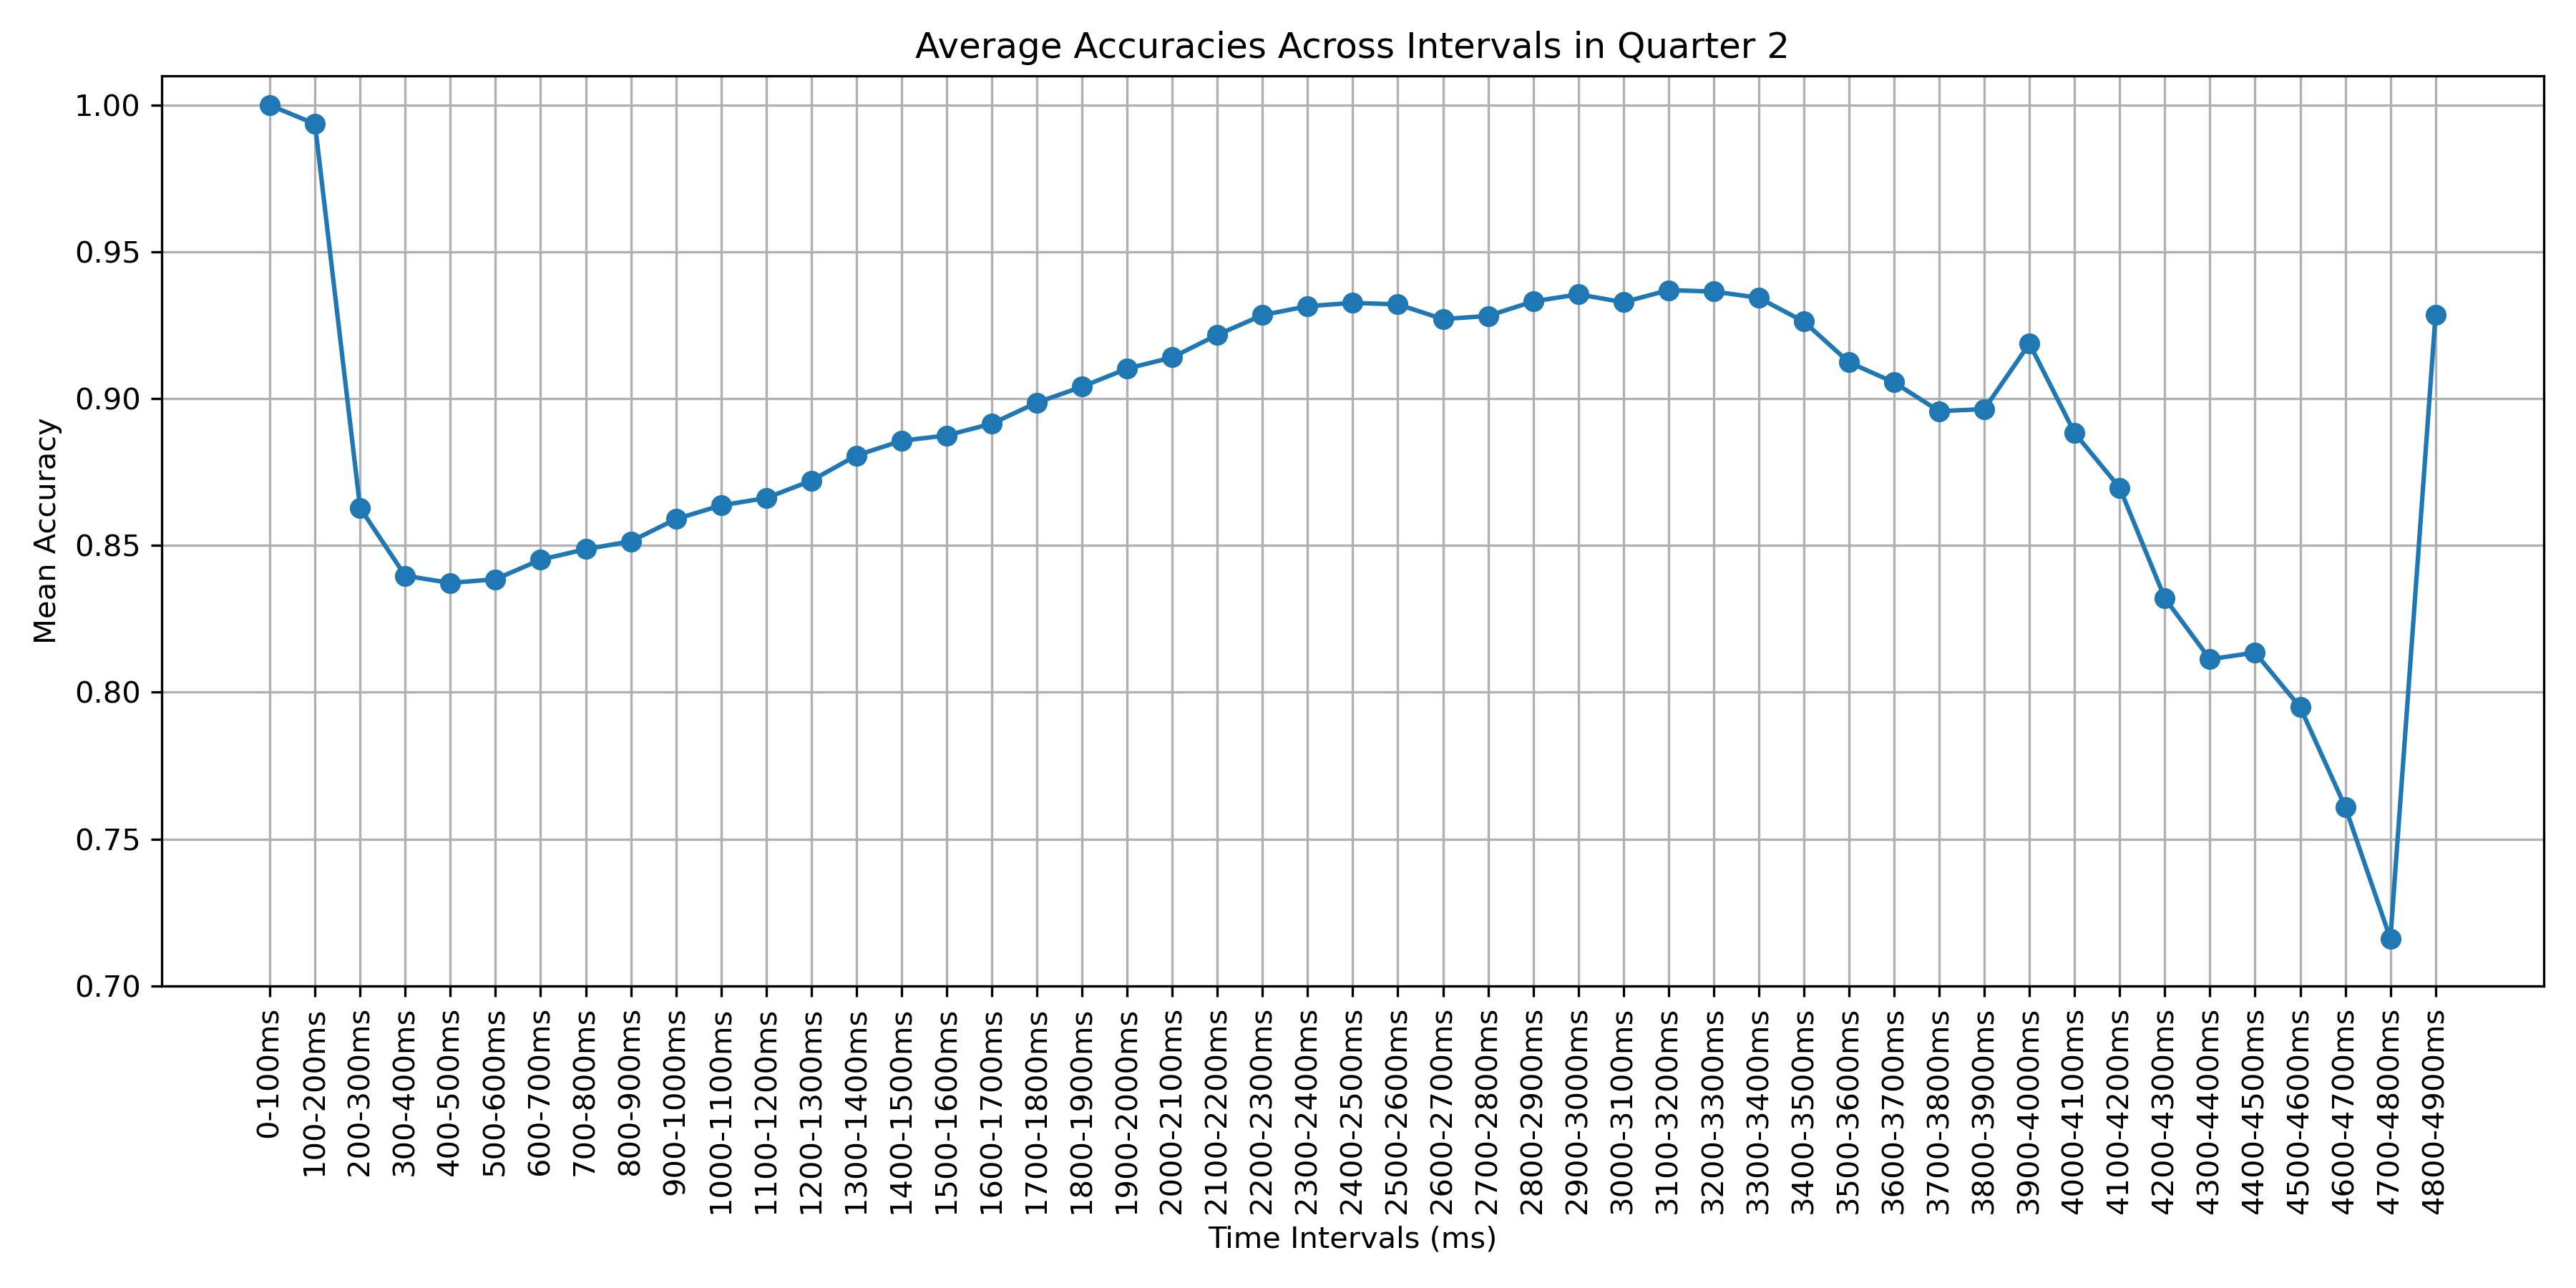 Average Accuracies Across Intervals in Quarter 2
Mean Accuracy
1.00
0.95
0.90
0.85
0.80
0.75
0.70
0-100ms
100-200ms
200-300ms
300-400ms
400-500ms
500-600ms
600-700ms
700-800ms
800-900ms
900-1000ms
1000-1100ms
1100-1200ms
1200-1300ms
1300-1400ms
1400-1500ms
1500-1600ms
1600-1700ms
1700-1800ms
1800-1900ms
1900-2000ms
2000-2100ms
2100-2200ms
2200-2300ms
2300-2400ms
2400-2500ms
2500-2600ms
2600-2700ms
2700-2800ms
2800-2900ms
2900-3000ms
3000-3100ms
3100-3200ms
3200-3300ms
3300-3400ms
3400-3500ms
3500-3600ms
3600-3700ms
3700-3800ms
3800-3900ms
3900-4000ms
4000-4100ms
4100-4200ms
4200-4300ms
4300-4400ms
4400-4500ms
4500-4600ms
4600-4700ms
4700-4800ms
4800-4900ms
Time Intervals (ms)